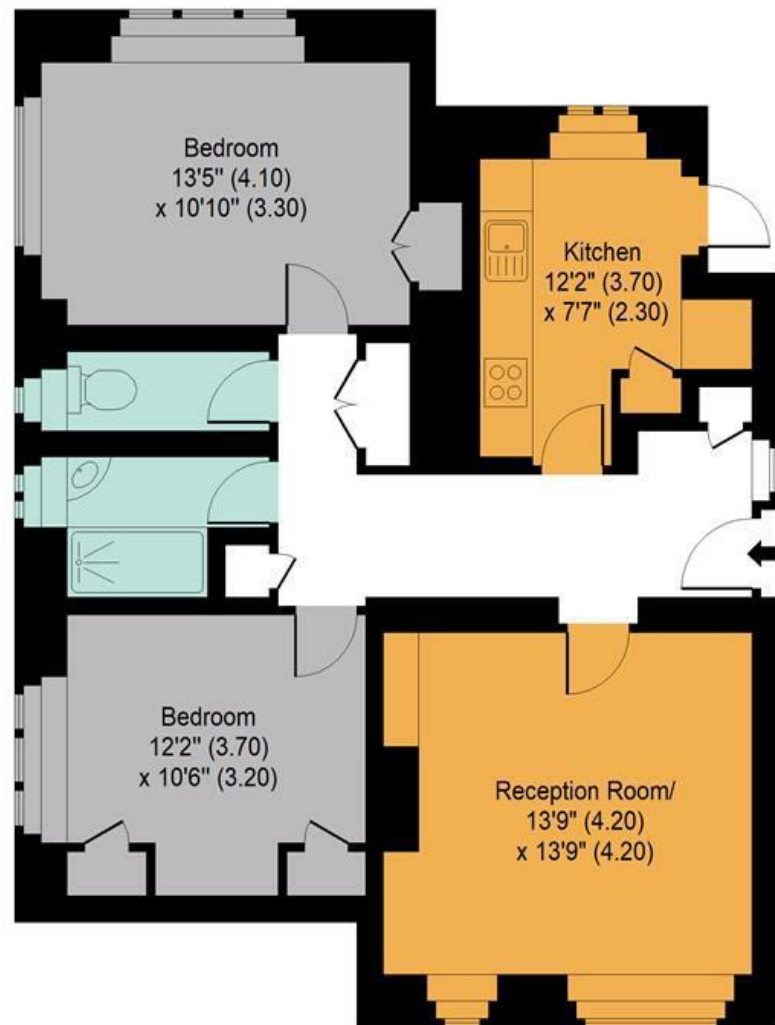 Bedroom
13'5" (4.10)
x 10'10" (3.30)
Kitchen
12'2" (3.70)
x 7'7" (2.30)
Bedroom
12'2" (3.70)
x 10'6" (3.20)
Reception Room/
13'9" (4.20)
x 13'9" (4.20)